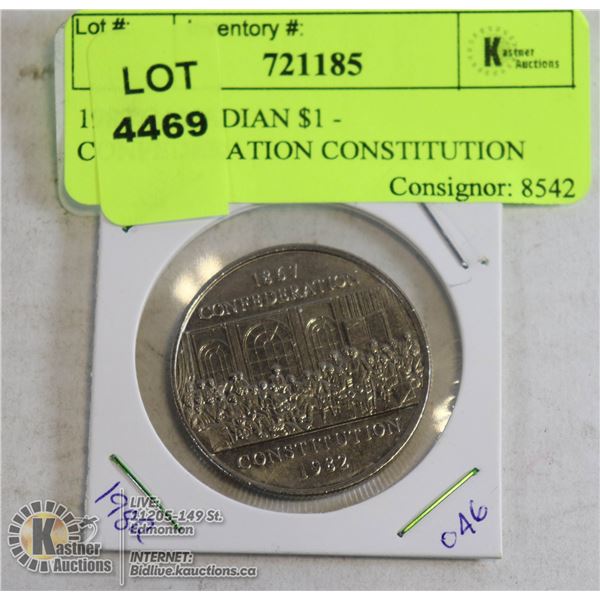 Lot #: entory #:
LOT 721185
4469
Kastner
Auctions
DIAN $1 -
ATION CONSTITUTION
Consignor: 8542
1867
CONFEDERATION
CONSTITUTION
1982
1982
046
Kastner
Auctions
LIVE:
11205-149 St.
Edmonton
INTERNET:
Bidlive.kauctions.ca